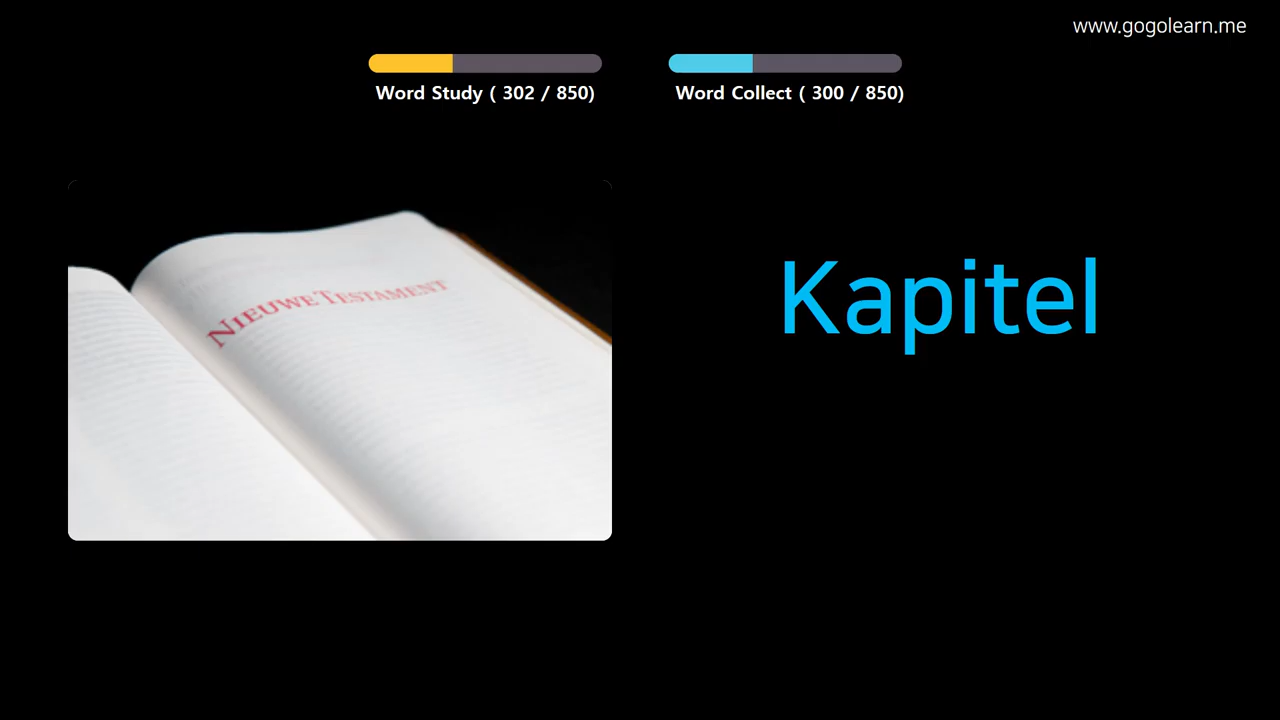 www.gogolearn.me
Word Study ( 302 / 850)
Word Collect ( 300 / 850)
NIEUWE TESTAMENT
Kapitel